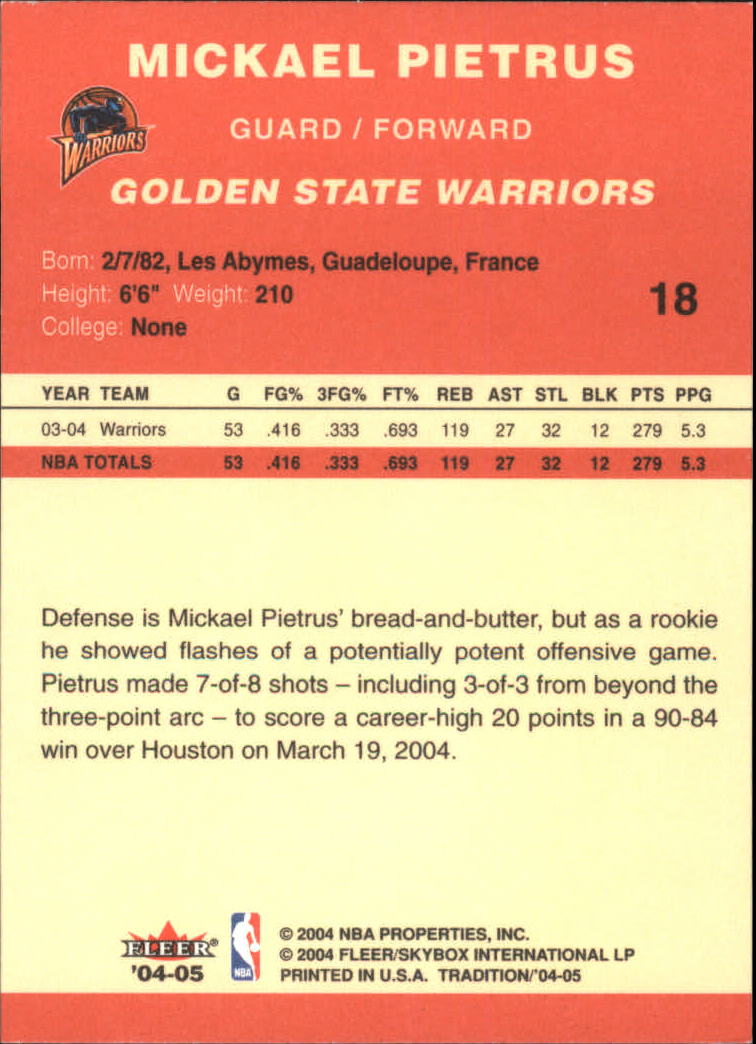 MICKAEL PIETRUS
WARRIORS
GUARD / FORWARD
GOLDEN STATE WARRIORS
Born: 2/7/82, Les Abymes, Guadeloupe, France
Height: 6'6" Weight: 210
18
College: None
YEAR TEAM G FG% 3FG% FT% REB AST STL BLK PTS PPG
03-04 Warriors 53 .416 .333 .693 119 27 32 12 279 5.3
NBA TOTALS 53 .416 .333 .693 119 27 32 12 279 5.3
Defense is Mickael Pietrus' bread-and-butter, but as a rookie
he showed flashes of a potentially potent offensive game.
Pietrus made 7-of-8 shots – including 3-of-3 from beyond the
three-point arc – to score a career-high 20 points in a 90-84
win over Houston on March 19, 2004.
FLEER®
'04-05
NBA
© 2004 NBA PROPERTIES, INC.
© 2004 FLEER/SKYBOX INTERNATIONAL LP
PRINTED IN U.S.A. TRADITION/'04-05